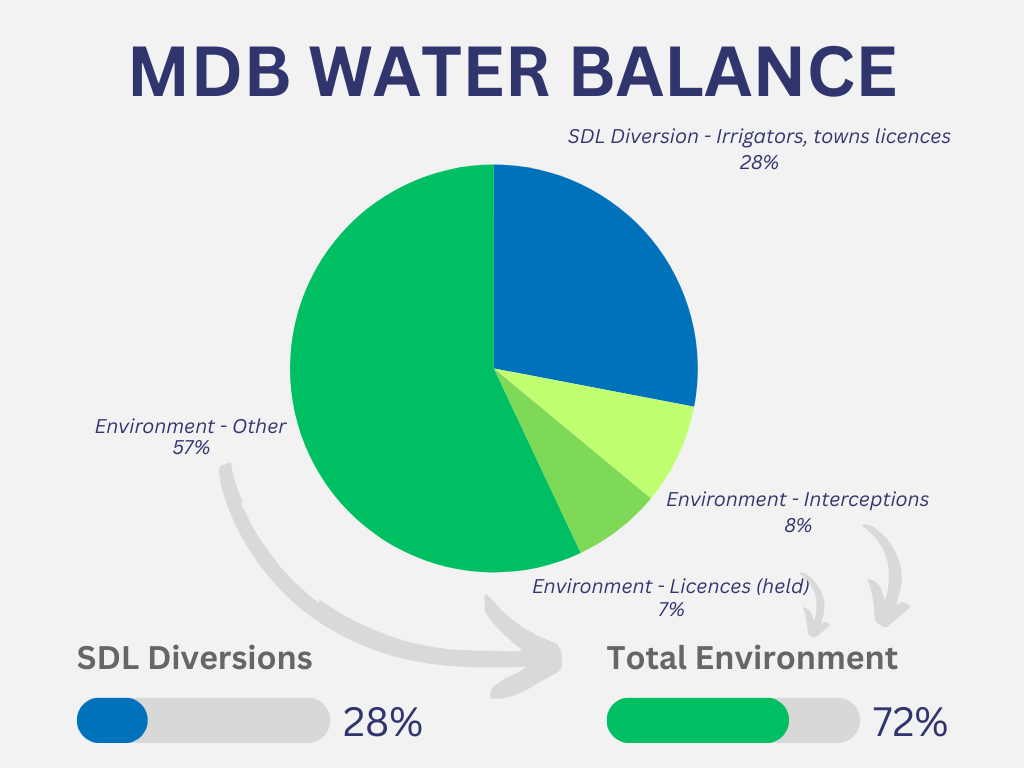 MDB WATER BALANCE
SDL Diversion - Irrigators, towns licences
28%
Environment - Other
57%
Environment - Interceptions
8%
Environment - Licences (held)
7%
SDL Diversions
28%
Total Environment
72%